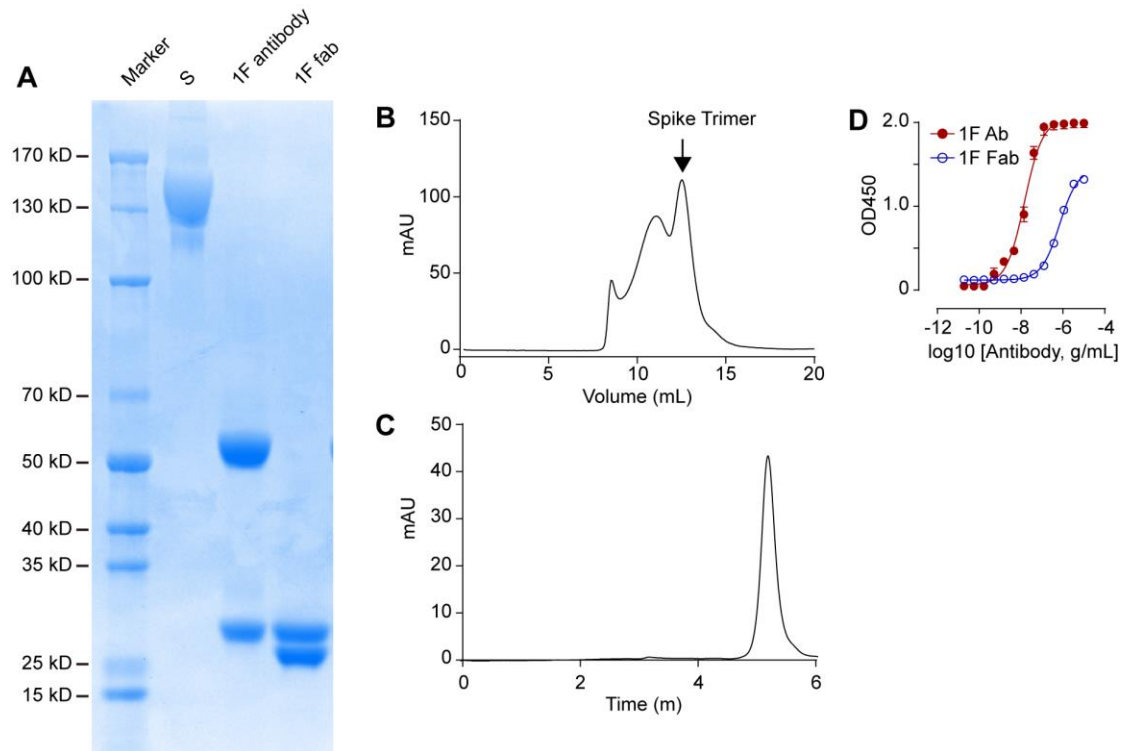 A
Marker
S
1F antibody
1F fab
170 kD
130 kD
100 kD
70 kD
50 kD
40 kD
35 kD
25 kD
15 kD
B
150
100
50
0
mAU
Spike Trimer
0 5 10 15 20
Volume (mL)
C
50
40
30
20
10
0
mAU
0 2 4 6
Time (m)
D
2.0
1.0
0
OD450
1F Ab
1F Fab
-12 -10 -8 -6 -4
log10 [Antibody, g/mL]